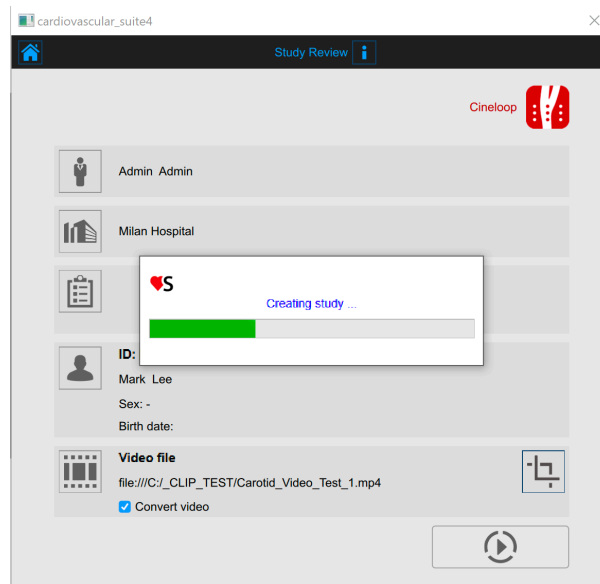 cardiovascular_suite4
Study Review
Cineloop
Admin Admin
Milan Hospital
S
Creating study ...
ID:
Mark Lee
Sex: -
Birth date:
Video file
file:///C:/_CLIP_TEST/Carotid_Video_Test_1.mp4
Convert video